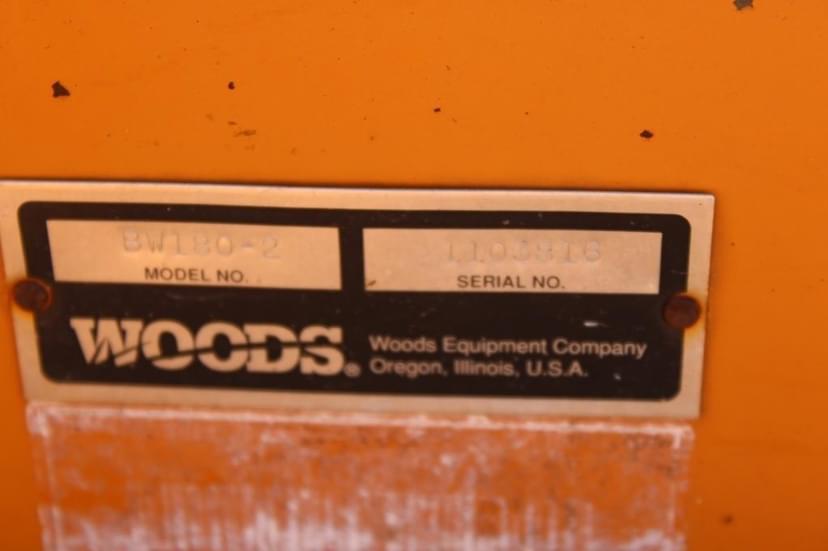 BW180-2
MODEL NO.
1103816
SERIAL NO.
WOODS®
Woods Equipment Company
Oregon, Illinois, U.S.A.